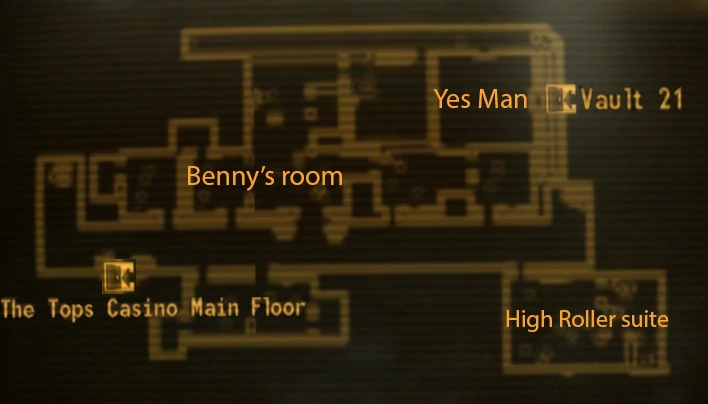 Yes Man
Vault 21
Benny's room
The Tops Casino Main Floor
High Roller suite